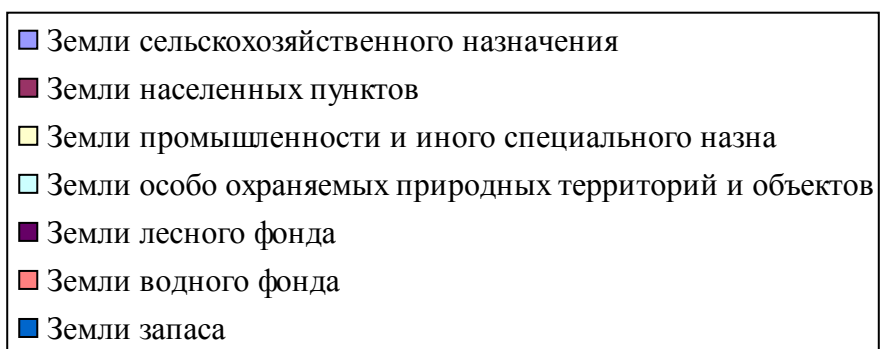 Земли сельскохозяйственного назначения
Земли населенных пунктов
Земли промышленности и иного специального назна
Земли особо охраняемых природных территорий и объектов
Земли лесного фонда
Земли водного фонда
Земли запаса